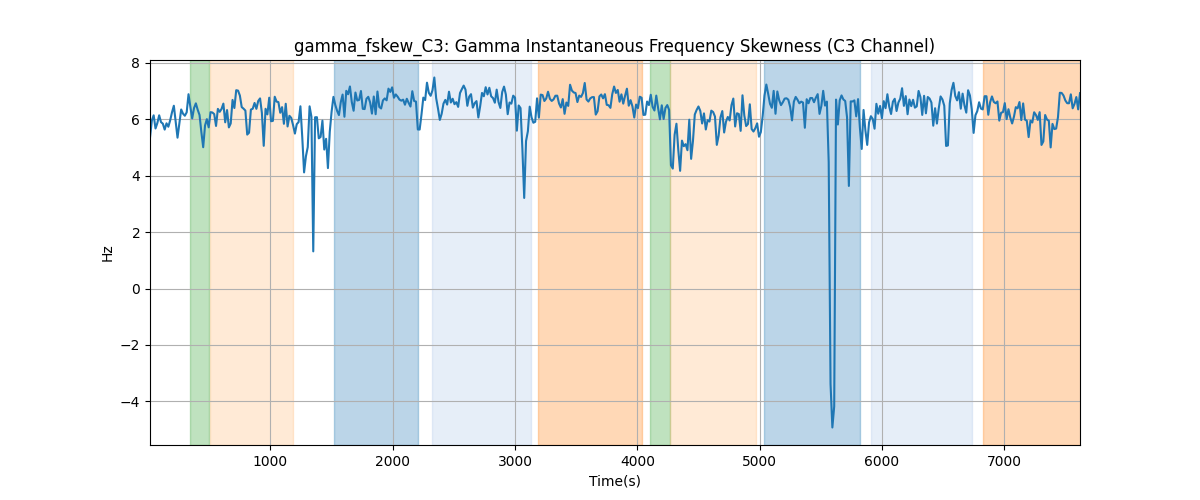 gamma_fskew_C3: Gamma Instantaneous Frequency Skewness (C3 Channel)
8
6
4
2
0
−2
−4
Hz
1000 2000 3000 4000 5000 6000 7000
Time(s)